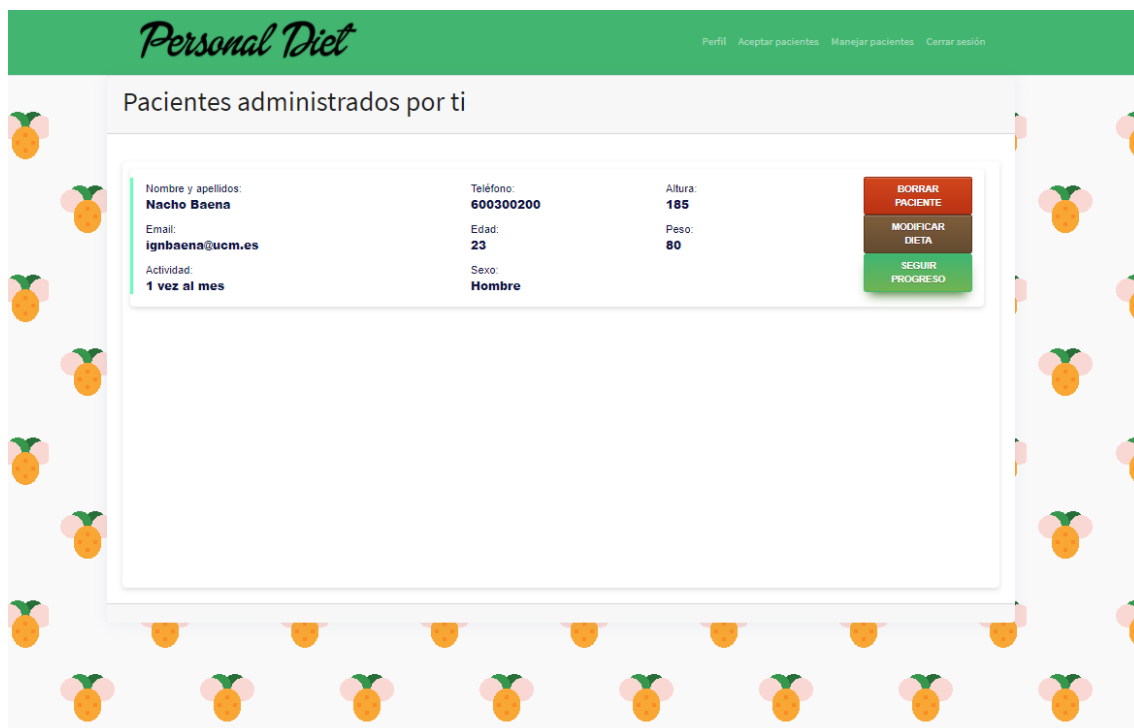 Personal Diet
Perfil Aceptar pacientes Manejar pacientes Cerrar sesión
Pacientes administrados por ti
Nombre y apellidos: Teléfono: Altura:
Nacho Baena 600300200 185
Email: Edad: Peso:
ignbaena@ucm.es 23 80
Actividad: Sexo:
1 vez al mes Hombre
BORRAR
PACIENTE
MODIFICAR
DIETA
SEGUIR
PROGRESO